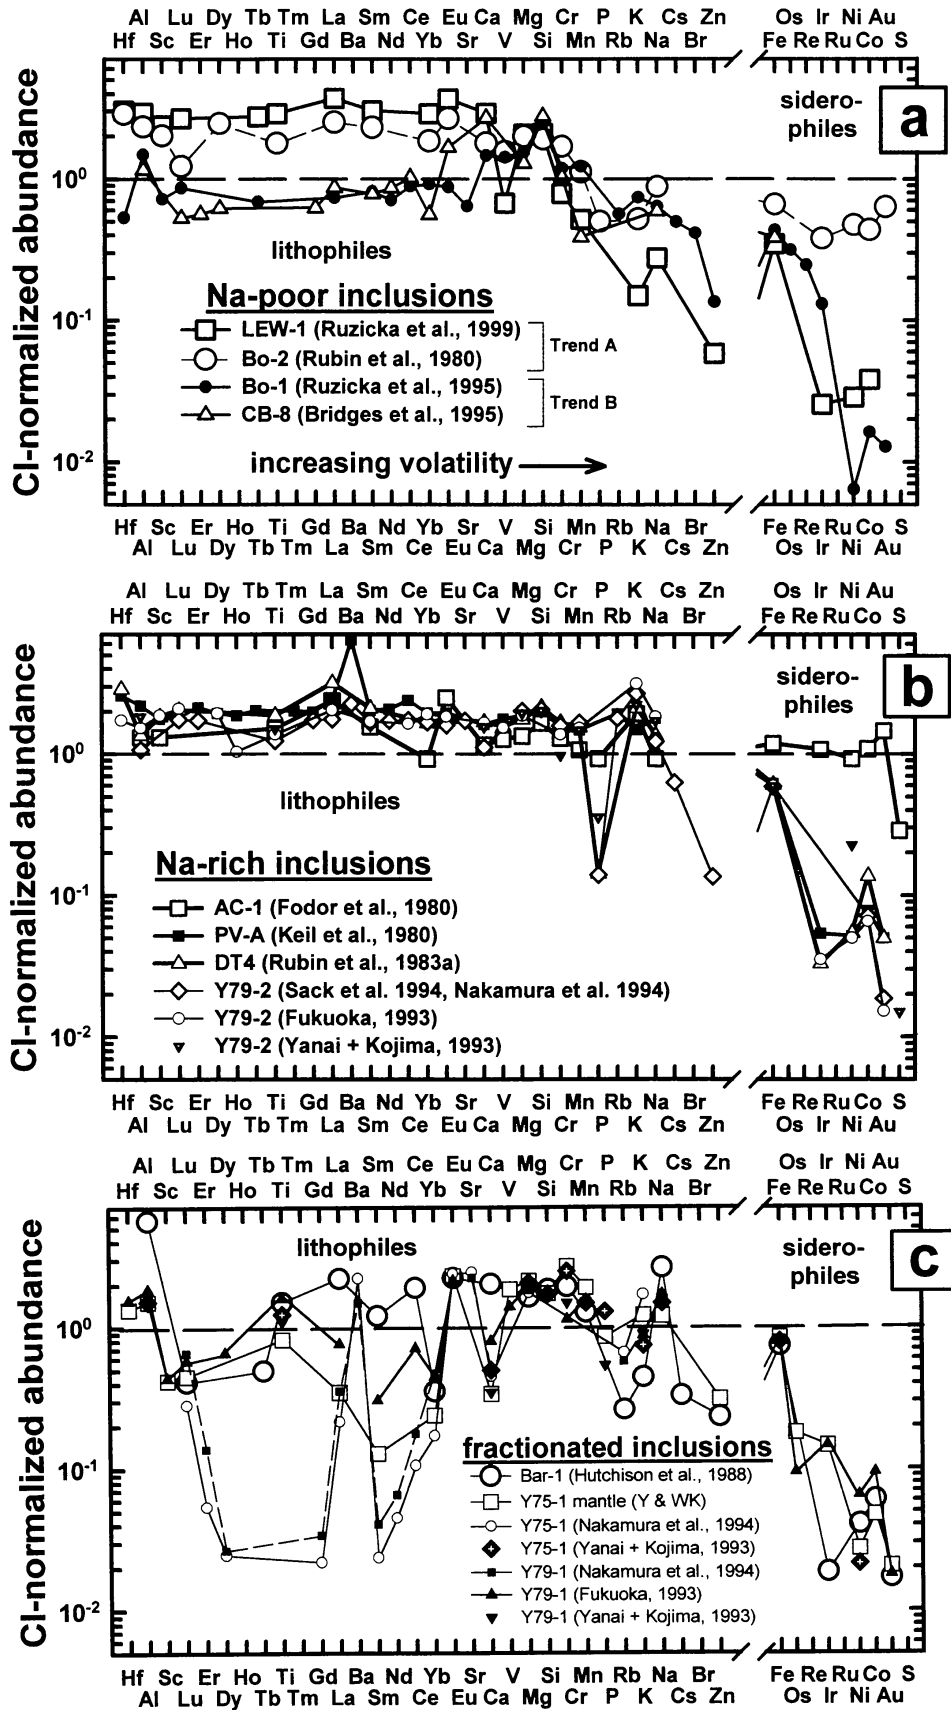 Al Lu Dy Tb Tm La Sm Ce Eu Ca Mg Cr P K Cs Zn Os Ir Ni Au
Hf Sc Er Ho Ti Gd Ba Nd Yb Sr V Si Mn Rb Na Br Fe Re Ru Co S
CI-normalized abundance
10^0
10^-1
10^-2
sidero-
philes
a
lithophiles
Na-poor inclusions
LEW-1 (Ruzicka et al., 1999)
Bo-2 (Rubin et al., 1980)
Trend A
Bo-1 (Ruzicka et al., 1995)
CB-8 (Bridges et al., 1995)
Trend B
increasing volatility
Hf Sc Er Ho Ti Gd Ba Nd Yb Sr V Si Mn Rb Na Br Fe Re Ru Co S
Al Lu Dy Tb Tm La Sm Ce Eu Ca Mg Cr P K Cs Zn Os Ir Ni Au
Al Lu Dy Tb Tm La Sm Ce Eu Ca Mg Cr P K Cs Zn Os Ir Ni Au
Hf Sc Er Ho Ti Gd Ba Nd Yb Sr V Si Mn Rb Na Br Fe Re Ru Co S
CI-normalized abundance
10^0
10^-1
10^-2
sidero-
philes
b
lithophiles
Na-rich inclusions
AC-1 (Fodor et al., 1980)
PV-A (Keil et al., 1980)
DT4 (Rubin et al., 1983a)
Y79-2 (Sack et al. 1994, Nakamura et al. 1994)
Y79-2 (Fukuoka, 1993)
Y79-2 (Yanai + Kojima, 1993)
Hf Sc Er Ho Ti Gd Ba Nd Yb Sr V Si Mn Rb Na Br Fe Re Ru Co S
Al Lu Dy Tb Tm La Sm Ce Eu Ca Mg Cr P K Cs Zn Os Ir Ni Au
Al Lu Dy Tb Tm La Sm Ce Eu Ca Mg Cr P K Cs Zn Os Ir Ni Au
Hf Sc Er Ho Ti Gd Ba Nd Yb Sr V Si Mn Rb Na Br Fe Re Ru Co S
CI-normalized abundance
10^0
10^-1
10^-2
lithophiles
sidero-
philes
c
fractionated inclusions
Bar-1 (Hutchison et al., 1988)
Y75-1 mantle (Y & WK)
Y75-1 (Nakamura et al., 1994)
Y75-1 (Yanai + Kojima, 1993)
Y79-1 (Nakamura et al., 1994)
Y79-1 (Fukuoka, 1993)
Y79-1 (Yanai + Kojima, 1993)
Hf Sc Er Ho Ti Gd Ba Nd Yb Sr V Si Mn Rb Na Br Fe Re Ru Co S
Al Lu Dy Tb Tm La Sm Ce Eu Ca Mg Cr P K Cs Zn Os Ir Ni Au